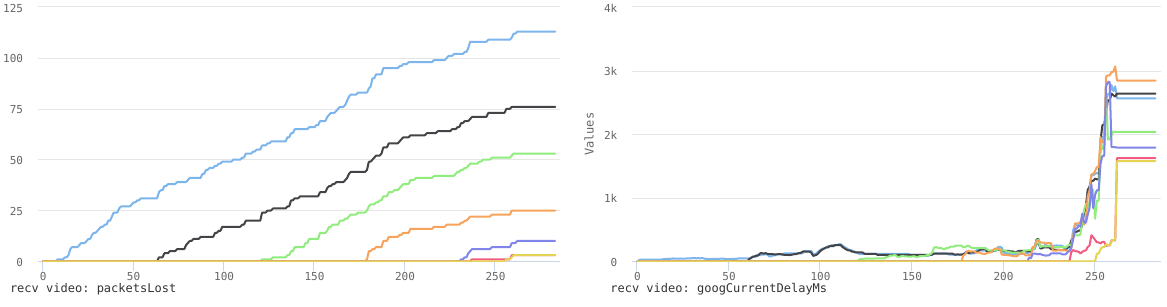 125
100
75
50
25
0
0 50 100 150 200 250
recv video: packetsLost
Values
4k
3k
2k
1k
0
0 50 100 150 200 250
recv video: googCurrentDelayMs